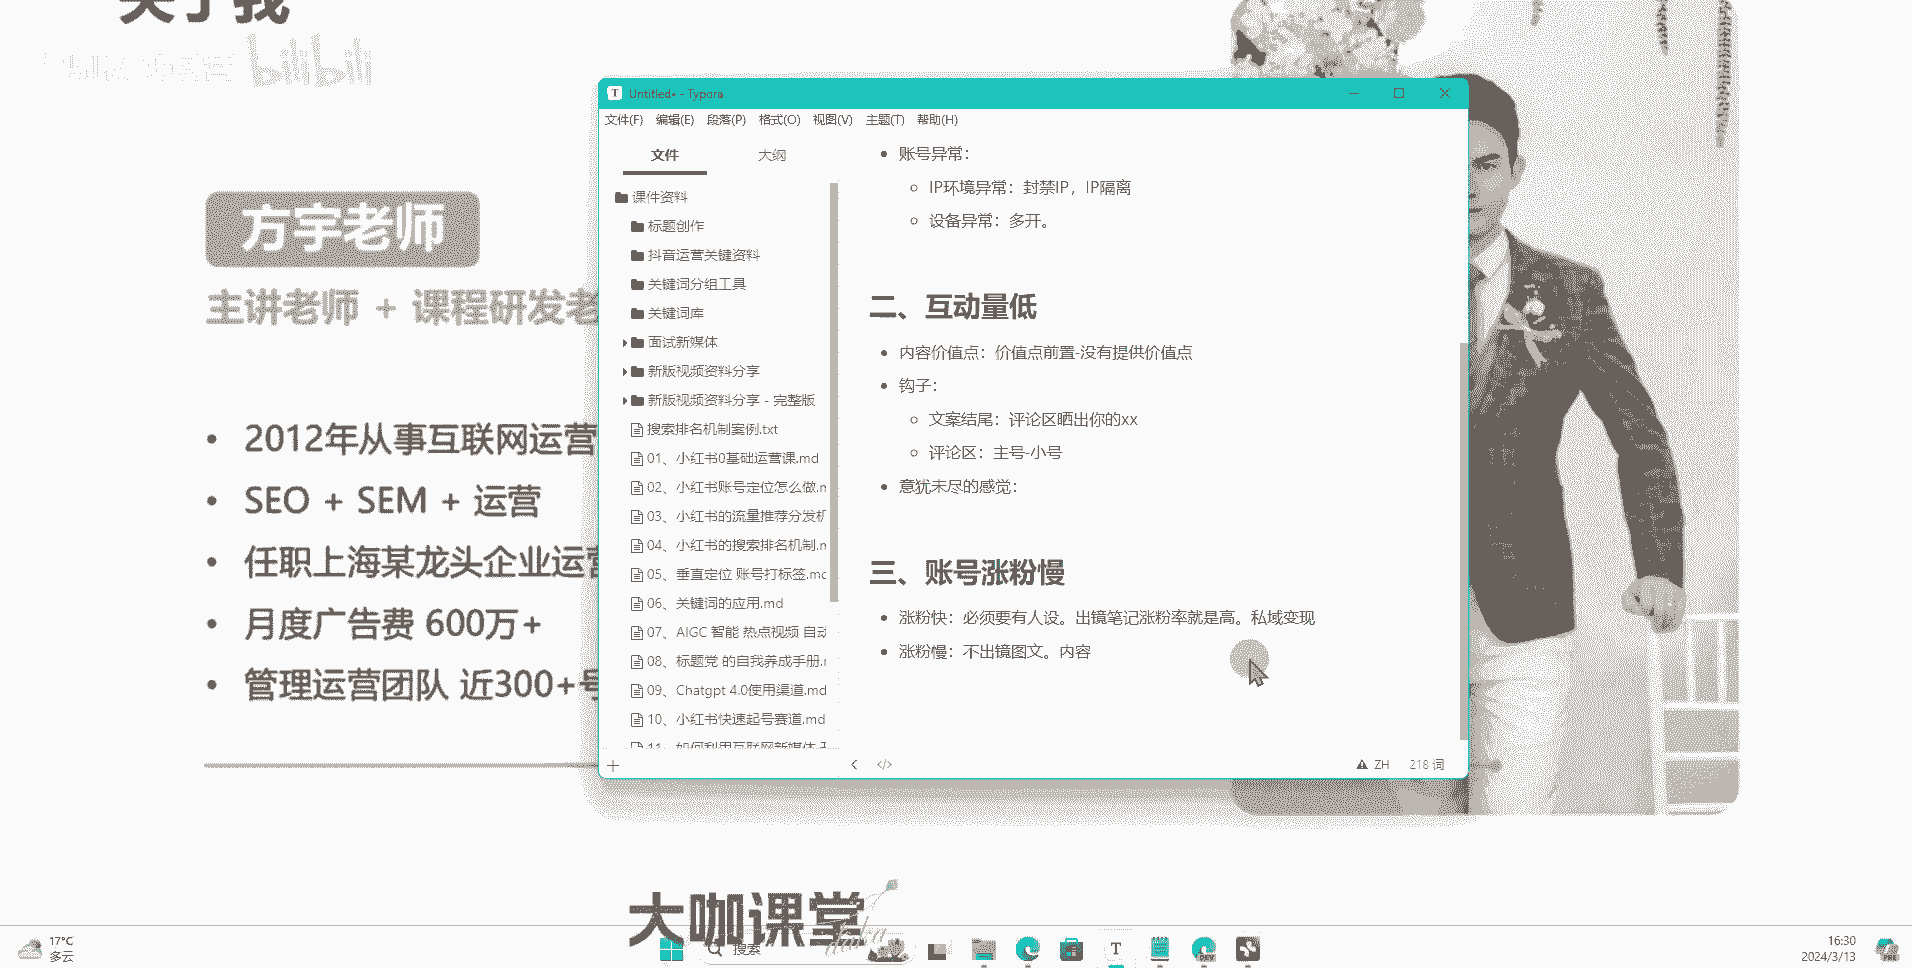 关于我
bilibili
方宇老师
主讲老师 + 课程研发老
2012年从事互联网运营
SEO + SEM + 运营
任职上海某龙头企业运营
月度广告费 600万+
管理运营团队 近300+号
Untitled• - Typora
文件(F) 编辑(E) 段落(P) 格式(O) 视图(V) 主题(T) 帮助(H)
文件 大纲
课件资料
标题创作
抖音运营关键资料
关键词分组工具
关键词库
面试新媒体
新版视频资料分享
新版视频资料分享 - 完整版
搜索排名机制案例.txt
01、小红书0基础运营课.md
02、小红书账号定位怎么做.m
03、小红书的流量推荐分发机
04、小红书的搜索排名机制.m
05、垂直定位 账号打标签.md
06、关键词的应用.md
07、AIGC 智能 热点视频 自动
08、标题党 的自我养成手册.m
09、Chatgpt 4.0使用渠道.md
10、小红书快速起号赛道.md
11、如何利用互联网新媒体
账号异常：
IP环境异常：封禁IP，IP隔离
设备异常：多开。
二、互动量低
内容价值点：价值点前置-没有提供价值点
钩子：
文案结尾：评论区晒出你的xx
评论区：主号-小号
意犹未尽的感觉：
三、账号涨粉慢
涨粉快：必须要有人设。出镜笔记涨粉率就是高。私域变现
涨粉慢：不出镜图文。内容
</> ZH 218 词
大咖课堂
17°C
多云
搜索
DEV
16:30
2024/3/13
PRE